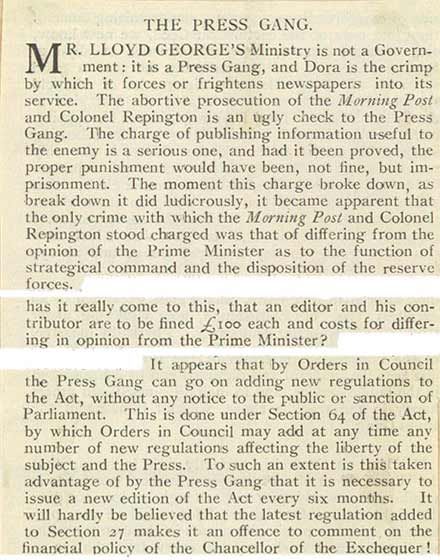 THE PRESS GANG.
MR. LLOYD GEORGE'S Ministry is not a Govern-
ment: it is a Press Gang, and Dora is the crimp
by which it forces or frightens newspapers into its
service. The abortive prosecution of the Morning Post
and Colonel Repington is an ugly check to the Press
Gang. The charge of publishing information useful to
the enemy is a serious one, and had it been proved, the
proper punishment would have been, not fine, but im-
prisonment. The moment this charge broke down, as
break down it did ludicrously, it became apparent that
the only crime with which the Morning Post and Colonel
Repington stood charged was that of differing from the
opinion of the Prime Minister as to the function of
strategical command and the disposition of the reserve
forces.
has it really come to this, that an editor and his con-
tributor are to be fined £100 each and costs for differ-
ing in opinion from the Prime Minister?
It appears that by Orders in Council
the Press Gang can go on adding new regulations to
the Act, without any notice to the public or sanction of
Parliament. This is done under Section 64 of the Act,
by which Orders in Council may add at any time any
number of new regulations affecting the liberty of the
subject and the Press. To such an extent is this taken
advantage of by the Press Gang that it is necessary to
issue a new edition of the Act every six months. It
will hardly be believed that the latest regulation added
to Section 27 makes it an offence to comment on the
financial policy of the Chancellor of the Exchequer!